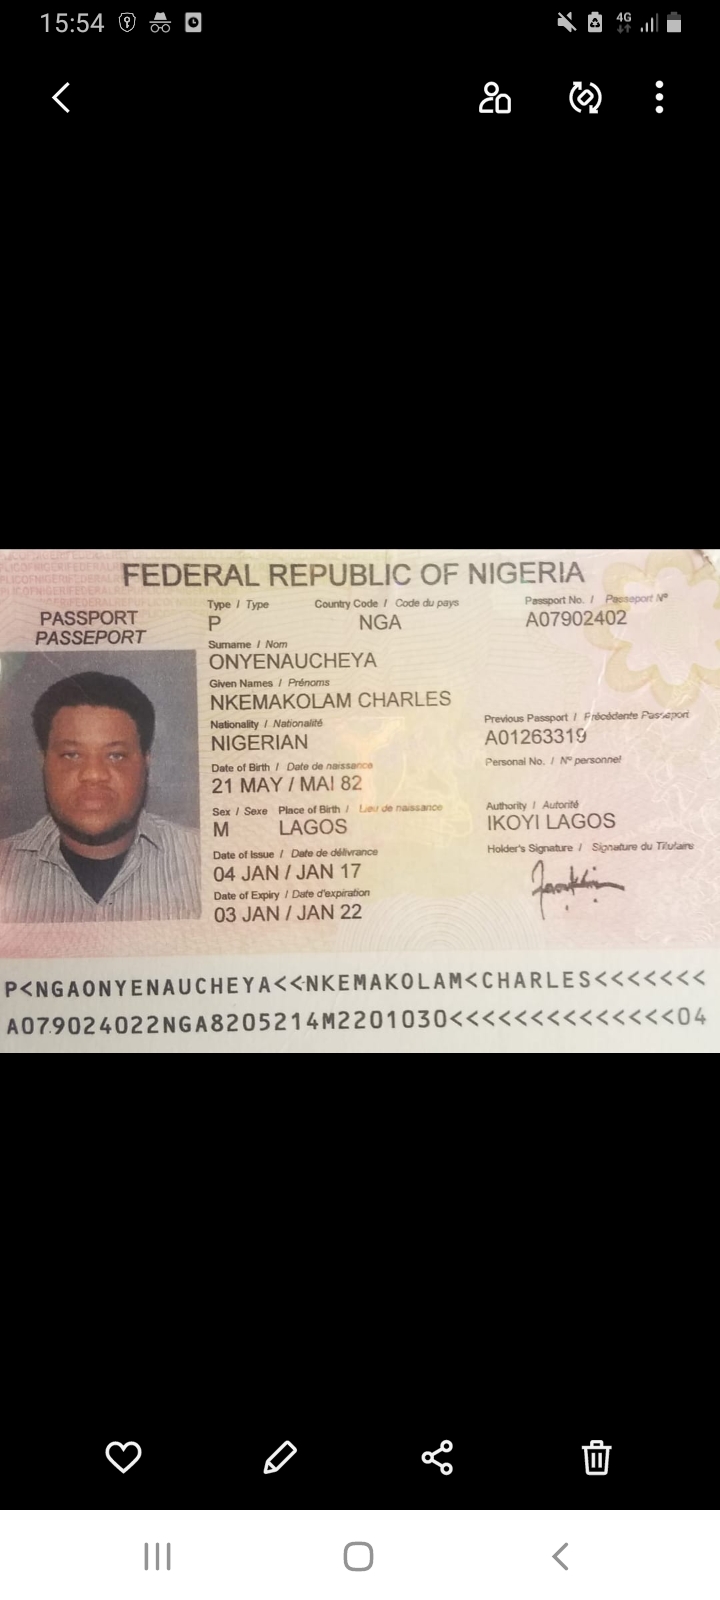 15:54
4G
FEDERAL REPUBLIC OF NIGERIA
PASSPORT
PASSEPORT
Type / Type Country Code / Code du pays Passport No. / Passeport Nº
P NGA A07902402
Surname / Nom
ONYENAUCHEYA
Given Names / Prénoms
NKEMAKOLAM CHARLES
Nationality / Nationalité Previous Passport / Précédente Passeport
NIGERIAN A01263319
Date of Birth / Date de naissance Personal No. / Nº personnel
21 MAY / MAI 82
Sex / Sexe Place of Birth / Lieu de naissance Authority / Autorité
M LAGOS IKOYI LAGOS
Date of Issue / Date de délivrance Holder's Signature / Signature du Titulaire
04 JAN / JAN 17
Date of Expiry / Date d'expiration
03 JAN / JAN 22
P<NGAONYENAUCHEYA<<NKEMAKOLAM<CHARLES<<<<<<<
A079024022NGA8205214M2201030<<<<<<<<<<<<<<04